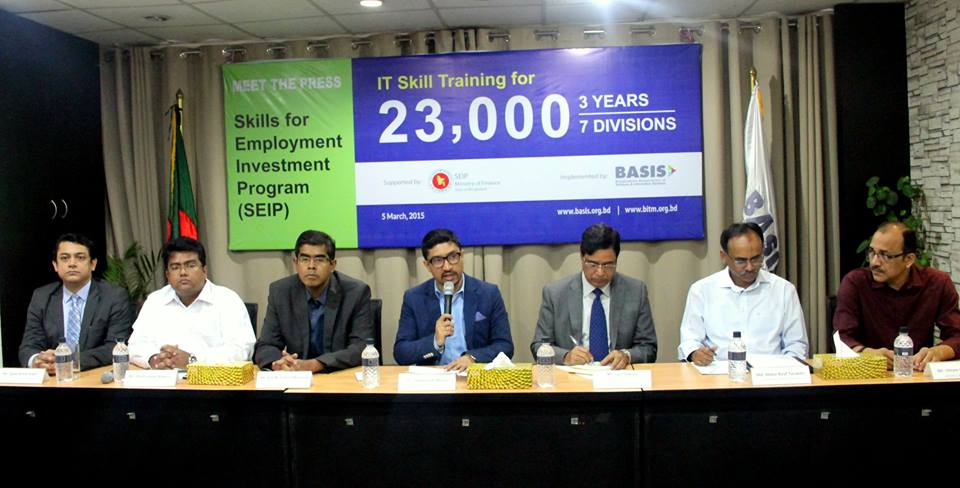 MEET THE PRESS
Skills for
Employment
Investment
Program
(SEIP)
IT Skill Training for
23,000
3 YEARS
7 DIVISIONS
Supported by:
SEIP
Ministry of Finance
Implemented by:
BASIS
5 March, 2015
www.basis.org.bd | www.bitm.org.bd
BASIS